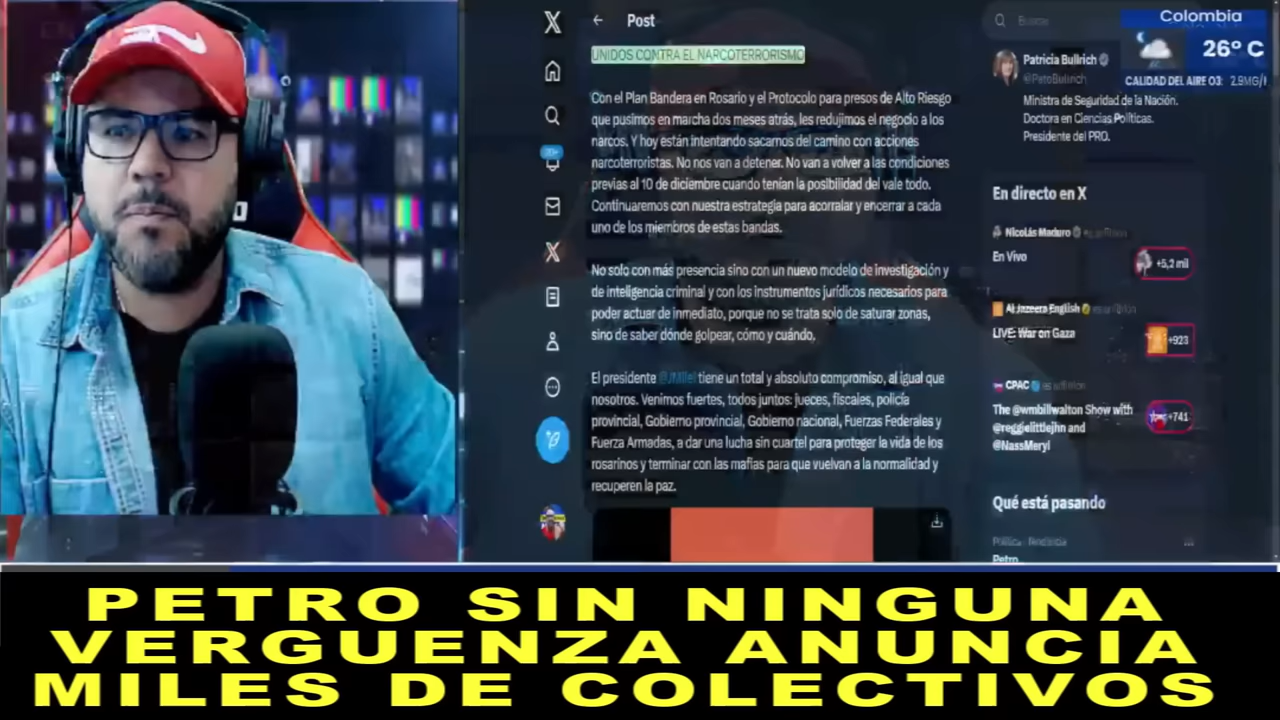 Post
UNIDOS CONTRA EL NARCOTERRORISMO
Con el Plan Bandera en Rosario y el Protocolo para presos de Alto Riesgo
que pusimos en marcha dos meses atrás, les redujimos el negocio a los
narcos. Y hoy están intentando sacarnos del camino con acciones
narcoterroristas. No nos van a detener. No van a volver a las condiciones
previas al 10 de diciembre cuando tenían la posibilidad del vale todo.
Continuaremos con nuestra estrategia para acorralar y encerrar a cada
uno de los miembros de estas bandas.
No solo con más presencia sino con un nuevo modelo de investigación y
de inteligencia criminal y con los instrumentos jurídicos necesarios para
poder actuar de inmediato, porque no se trata solo de saturar zonas,
sino de saber dónde golpear, cómo y cuándo.
El presidente @JMilei tiene un total y absoluto compromiso, al igual que
nosotros. Venimos fuertes, todos juntos: jueces, fiscales, policía
provincial, Gobierno provincial, Gobierno nacional, Fuerzas Federales y
Fuerza Armadas, a dar una lucha sin cuartel para proteger la vida de los
rosarinos y terminar con las mafias para que vuelvan a la normalidad y
recuperen la paz.
Buscar
Colombia
26° C
CALIDAD DEL AIRE O3: 2.9MG/
Patricia Bullrich
@PatoBullrich
Ministra de Seguridad de la Nación.
Doctora en Ciencias Políticas.
Presidente del PRO.
En directo en X
Nicolás Maduro
En Vivo
+5,2 mil
Al Jazeera English
LIVE: War on Gaza
+923
CPAC
The @wmbillwalton Show with
@reggielittlejhn and
@NassMeryl
+741
Qué está pasando
Política · Tendencia
Petro
PETRO SIN NINGUNA
VERGUENZA ANUNCIA
MILES DE COLECTIVOS